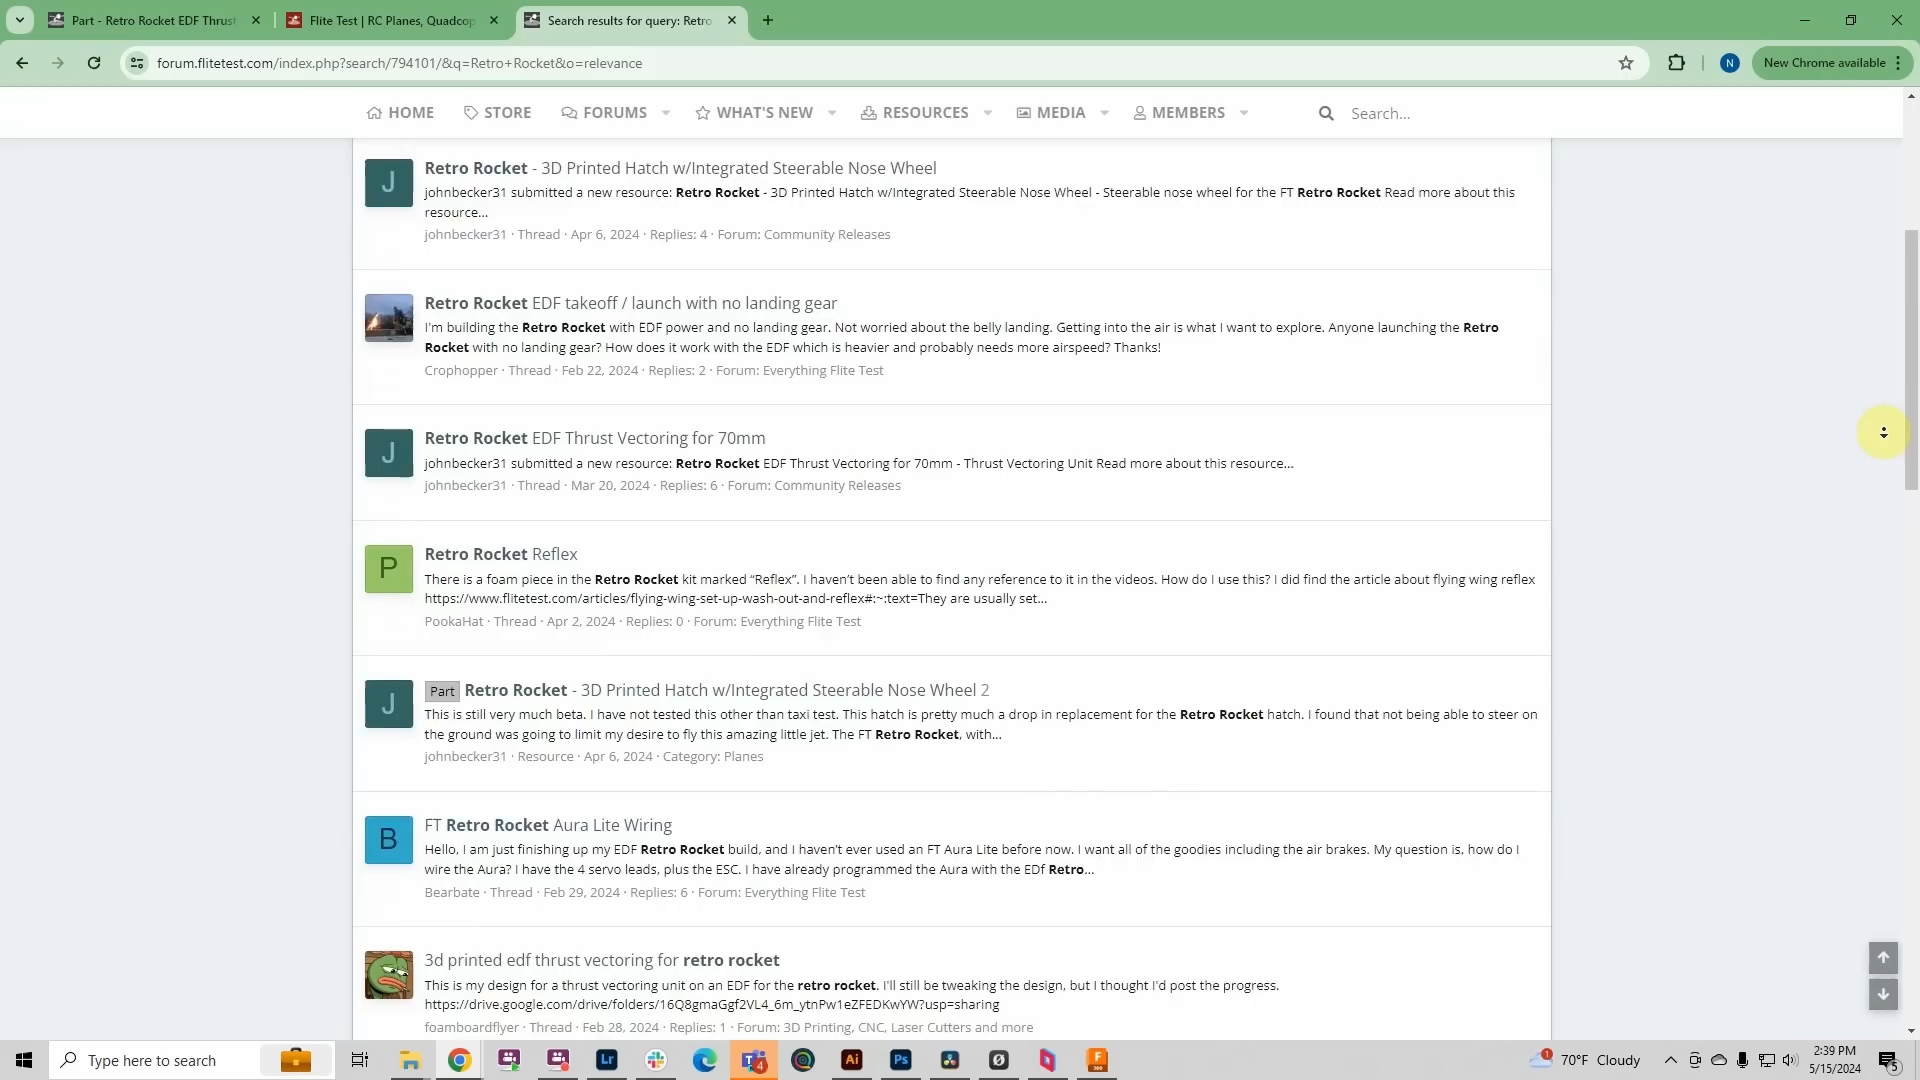 Part - Retro Rocket EDF Thrust
Flite Test | RC Planes, Quadcop
Search results for query: Retro
forum.flitetest.com/index.php?search/794101/&q=Retro+Rocket&o=relevance
N
New Chrome available
HOME
STORE
FORUMS
WHAT'S NEW
RESOURCES
MEDIA
MEMBERS
Search...
J
Retro Rocket - 3D Printed Hatch w/Integrated Steerable Nose Wheel
johnbecker31 submitted a new resource: Retro Rocket - 3D Printed Hatch w/Integrated Steerable Nose Wheel - Steerable nose wheel for the FT Retro Rocket Read more about this
resource...
johnbecker31 · Thread · Apr 6, 2024 · Replies: 4 · Forum: Community Releases
Retro Rocket EDF takeoff / launch with no landing gear
I'm building the Retro Rocket with EDF power and no landing gear. Not worried about the belly landing. Getting into the air is what I want to explore. Anyone launching the Retro
Rocket with no landing gear? How does it work with the EDF which is heavier and probably needs more airspeed? Thanks!
Crophopper · Thread · Feb 22, 2024 · Replies: 2 · Forum: Everything Flite Test
J
Retro Rocket EDF Thrust Vectoring for 70mm
johnbecker31 submitted a new resource: Retro Rocket EDF Thrust Vectoring for 70mm - Thrust Vectoring Unit Read more about this resource...
johnbecker31 · Thread · Mar 20, 2024 · Replies: 6 · Forum: Community Releases
P
Retro Rocket Reflex
There is a foam piece in the Retro Rocket kit marked “Reflex”. I haven’t been able to find any reference to it in the videos. How do I use this? I did find the article about flying wing reflex
https://www.flitetest.com/articles/flying-wing-set-up-wash-out-and-reflex#:~:text=They are usually set...
PookaHat · Thread · Apr 2, 2024 · Replies: 0 · Forum: Everything Flite Test
J
Part Retro Rocket - 3D Printed Hatch w/Integrated Steerable Nose Wheel 2
This is still very much beta. I have not tested this other than taxi test. This hatch is pretty much a drop in replacement for the Retro Rocket hatch. I found that not being able to steer on
the ground was going to limit my desire to fly this amazing little jet. The FT Retro Rocket, with...
johnbecker31 · Resource · Apr 6, 2024 · Category: Planes
B
FT Retro Rocket Aura Lite Wiring
Hello, I am just finishing up my EDF Retro Rocket build, and I haven't ever used an FT Aura Lite before now. I want all of the goodies including the air brakes. My question is, how do I
wire the Aura? I have the 4 servo leads, plus the ESC. I have already programmed the Aura with the EDf Retro...
Bearbate · Thread · Feb 29, 2024 · Replies: 6 · Forum: Everything Flite Test
3d printed edf thrust vectoring for retro rocket
This is my design for a thrust vectoring unit on an EDF for the retro rocket. I'll still be tweaking the design, but I thought I'd post the progress.
https://drive.google.com/drive/folders/16Q8gmaGgf2VL4_6m_ytnPw1eZFEDKwYW?usp=sharing
foamboardflyer · Thread · Feb 28, 2024 · Replies: 1 · Forum: 3D Printing, CNC, Laser Cutters and more
Type here to search
Lr
4
Ai
Ps
F
360
1
70°F Cloudy
2:39 PM
5/15/2024
5